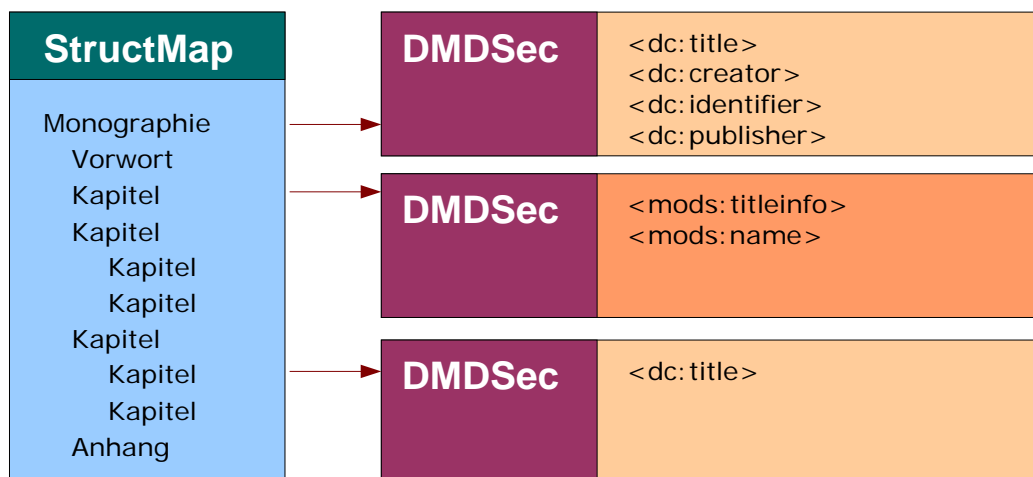 StructMap
Monographie
Vorwort
Kapitel
Kapitel
Kapitel
Kapitel
Kapitel
Kapitel
Kapitel
Anhang
DMDSec
<dc:title>
<dc:creator>
<dc:identifier>
<dc:publisher>
DMDSec
<mods:titleinfo>
<mods:name>
DMDSec
<dc:title>